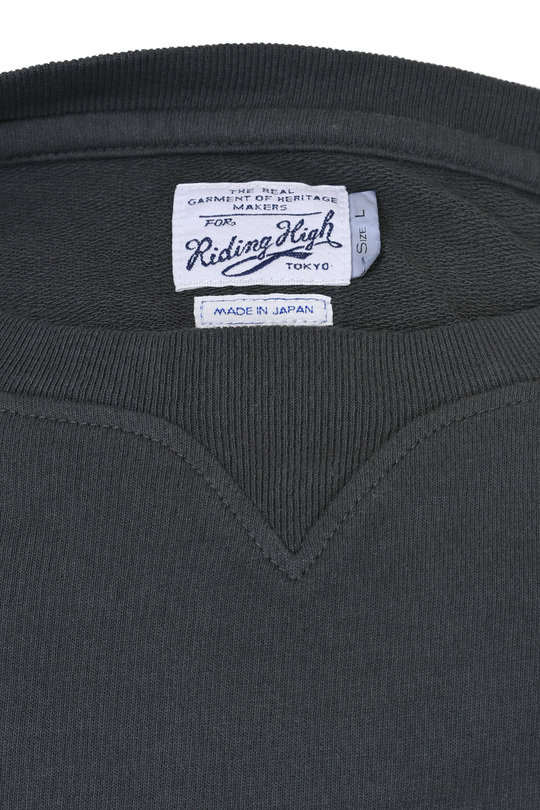 THE REAL
GARMENT OF HERITAGE
MAKERS
FOR
Riding High
TOKYO
SIZE L
MADE IN JAPAN